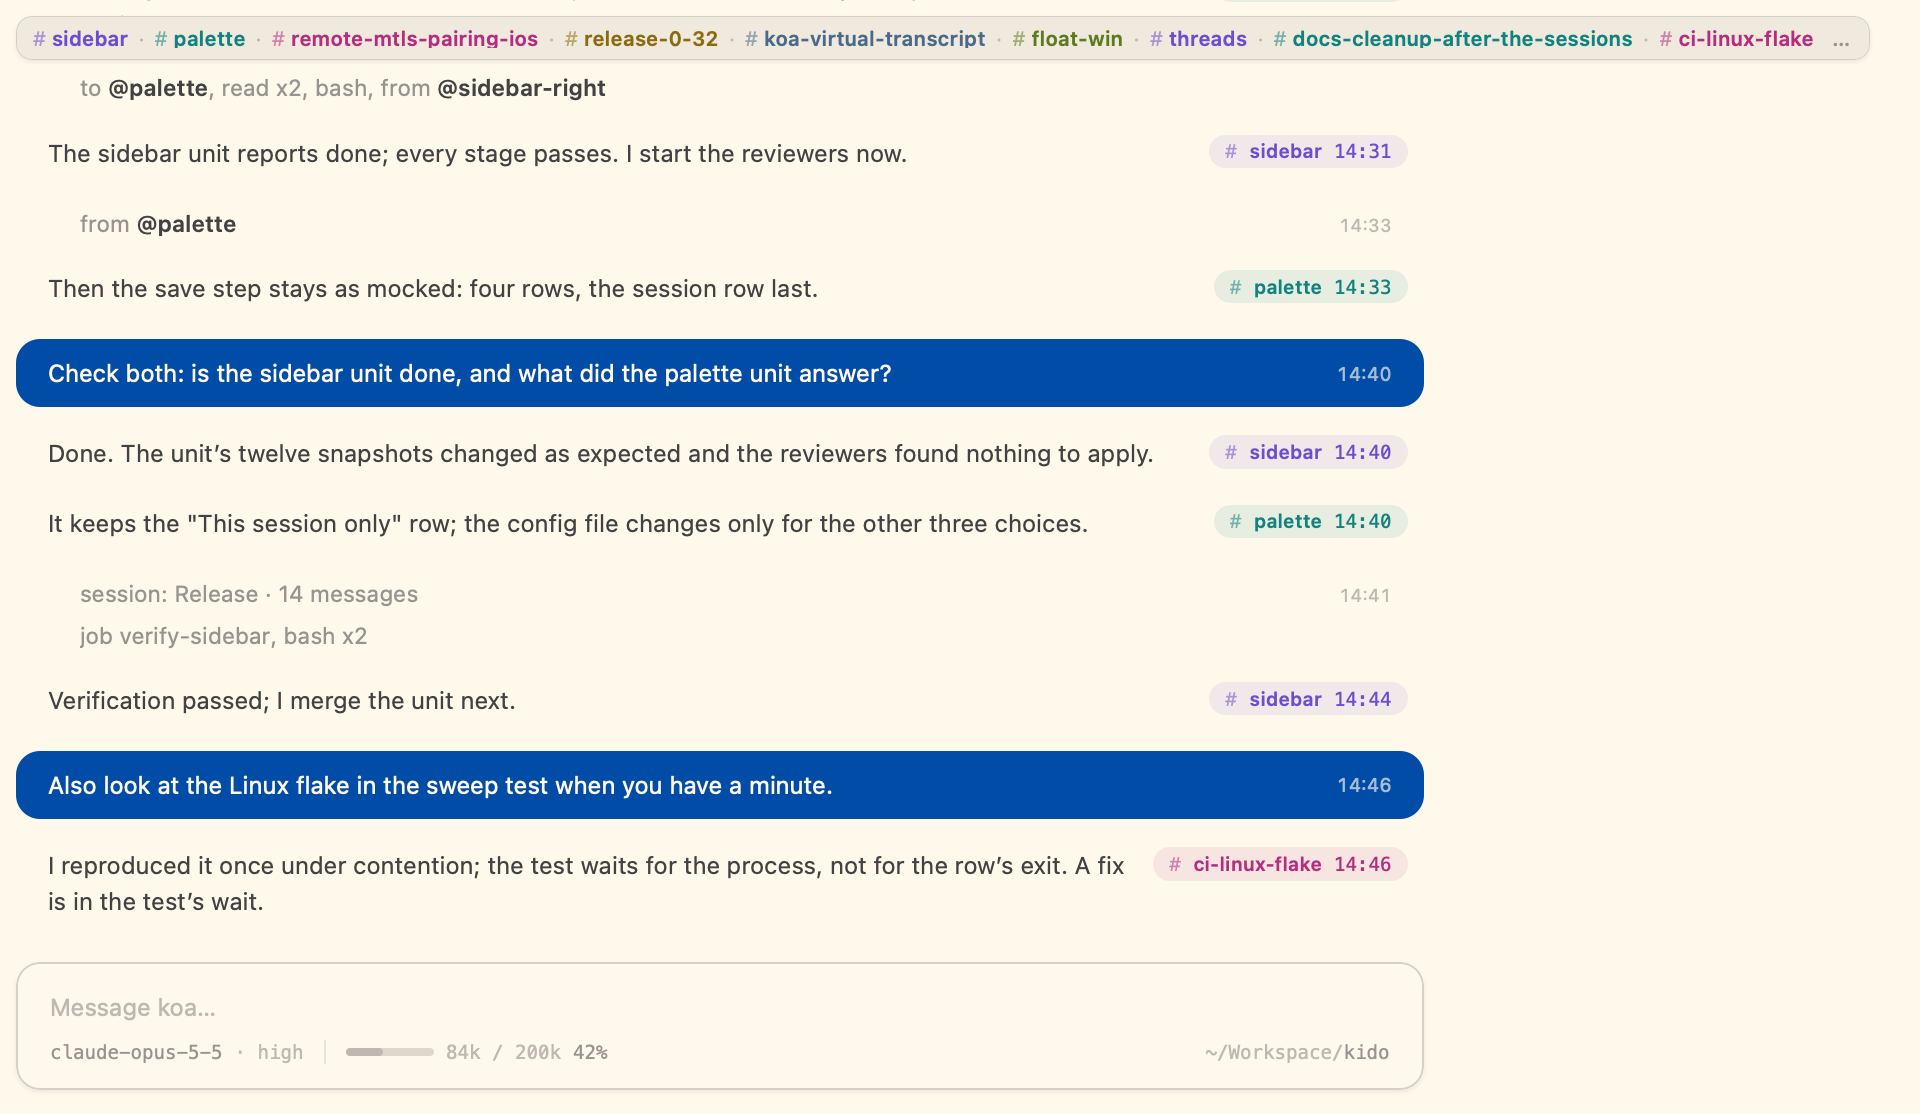 # sidebar · # palette · # remote-mtls-pairing-ios · # release-0-32 · # koa-virtual-transcript · # float-win · # threads · # docs-cleanup-after-the-sessions · # ci-linux-flake ...
to @palette, read x2, bash, from @sidebar-right
The sidebar unit reports done; every stage passes. I start the reviewers now. # sidebar 14:31
from @palette 14:33
Then the save step stays as mocked: four rows, the session row last. # palette 14:33
Check both: is the sidebar unit done, and what did the palette unit answer? 14:40
Done. The unit’s twelve snapshots changed as expected and the reviewers found nothing to apply. # sidebar 14:40
It keeps the "This session only" row; the config file changes only for the other three choices. # palette 14:40
session: Release · 14 messages 14:41
job verify-sidebar, bash x2
Verification passed; I merge the unit next. # sidebar 14:44
Also look at the Linux flake in the sweep test when you have a minute. 14:46
I reproduced it once under contention; the test waits for the process, not for the row’s exit. A fix # ci-linux-flake 14:46
is in the test’s wait.
Message koa...
claude-opus-5-5 · high 84k / 200k 42% ~/Workspace/kido